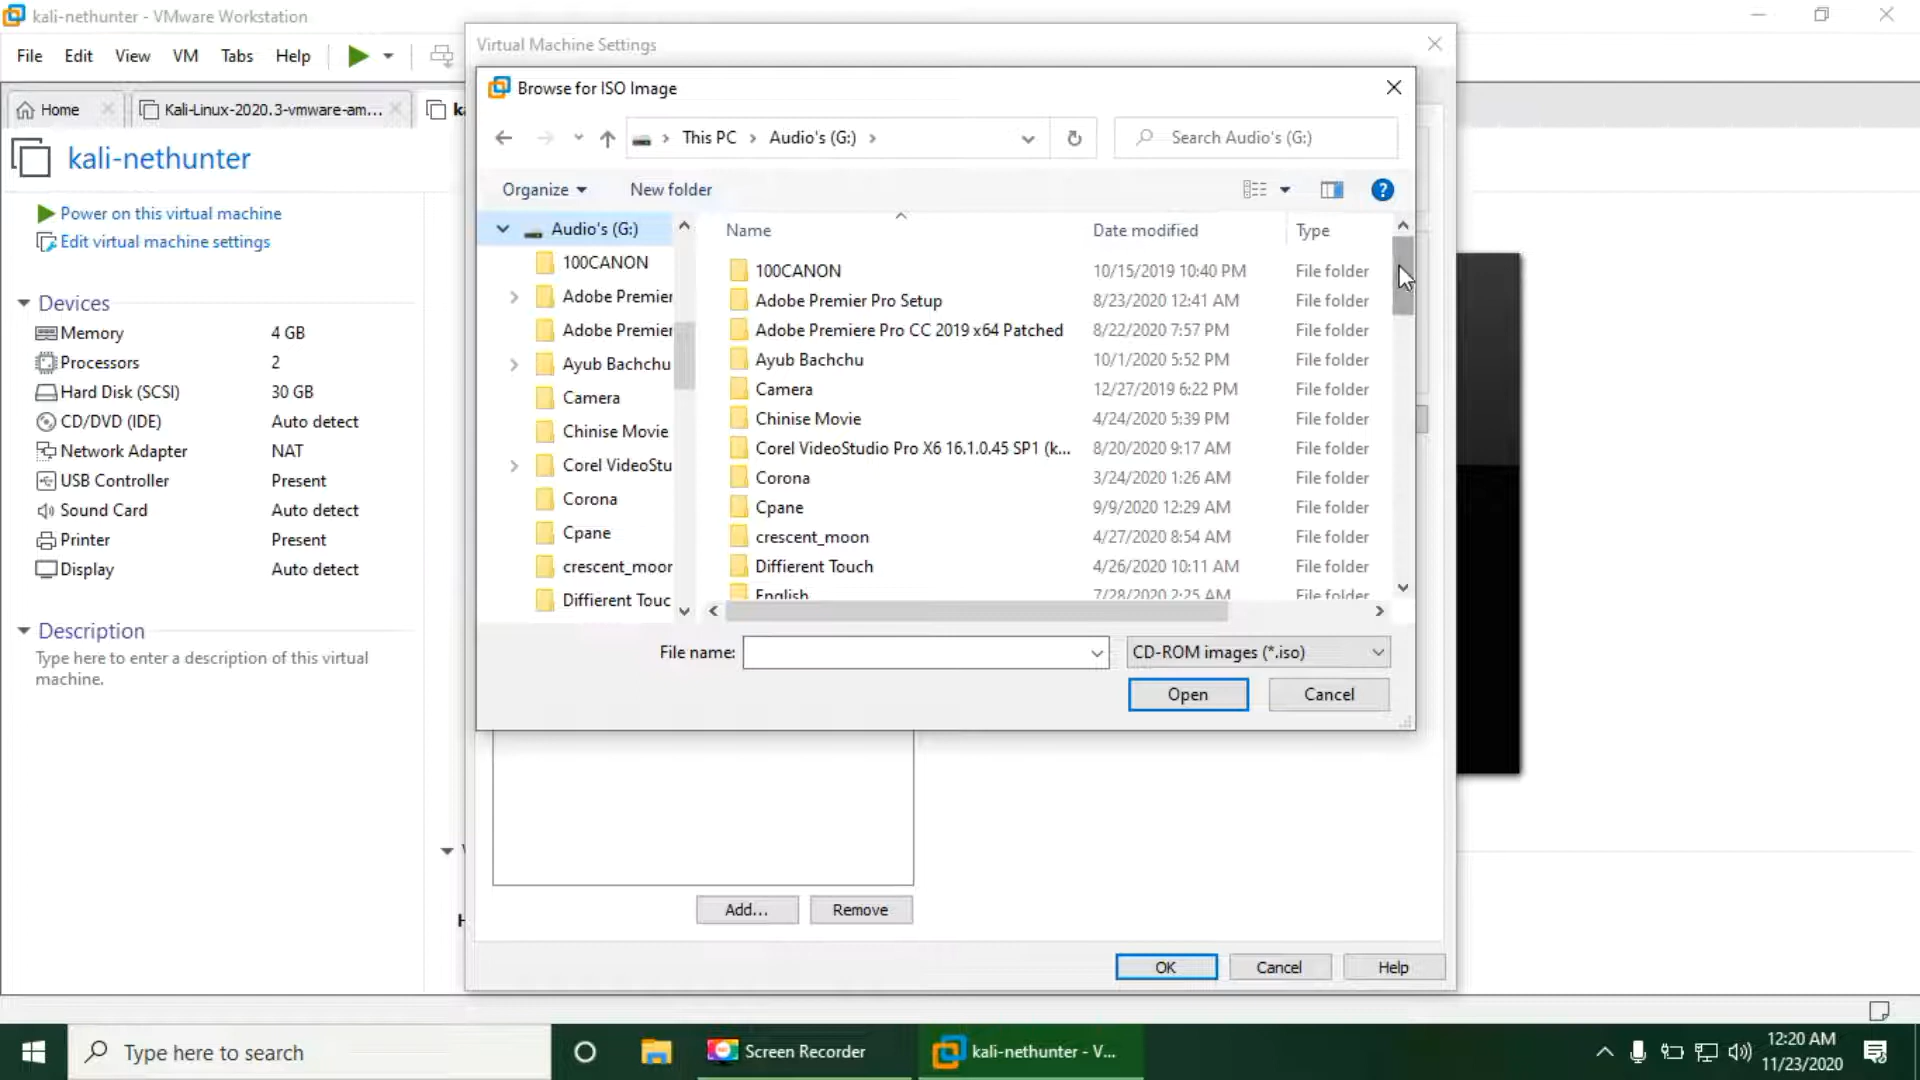 kali-nethunter - VMware Workstation
File Edit View VM Tabs Help
Home
Kali-Linux-2020.3-vmware-am...
kali-nethunter
Power on this virtual machine
Edit virtual machine settings
Devices
Memory 4 GB
Processors 2
Hard Disk (SCSI) 30 GB
CD/DVD (IDE) Auto detect
Network Adapter NAT
USB Controller Present
Sound Card Auto detect
Printer Present
Display Auto detect
Description
Type here to enter a description of this virtual
machine.
Virtual Machine Settings
Browse for ISO Image
This PC > Audio's (G:) >
Search Audio's (G:)
Organize New folder
Audio's (G:)
100CANON
Adobe Premier
Adobe Premier
Ayub Bachchu
Camera
Chinise Movie
Corel VideoStu
Corona
Cpane
crescent_moon
Diffierent Touc
Name Date modified Type
100CANON 10/15/2019 10:40 PM File folder
Adobe Premier Pro Setup 8/23/2020 12:41 AM File folder
Adobe Premiere Pro CC 2019 x64 Patched 8/22/2020 7:57 PM File folder
Ayub Bachchu 10/1/2020 5:52 PM File folder
Camera 12/27/2019 6:22 PM File folder
Chinise Movie 4/24/2020 5:39 PM File folder
Corel VideoStudio Pro X6 16.1.0.45 SP1 (k... 8/20/2020 9:17 AM File folder
Corona 3/24/2020 1:26 AM File folder
Cpane 9/9/2020 12:29 AM File folder
crescent_moon 4/27/2020 8:54 AM File folder
Diffierent Touch 4/26/2020 10:11 AM File folder
English 7/28/2020 2:25 AM File folder
File name:
CD-ROM images (*.iso)
Open Cancel
Add... Remove
OK Cancel Help
Type here to search
Screen Recorder
kali-nethunter - V...
12:20 AM
11/23/2020